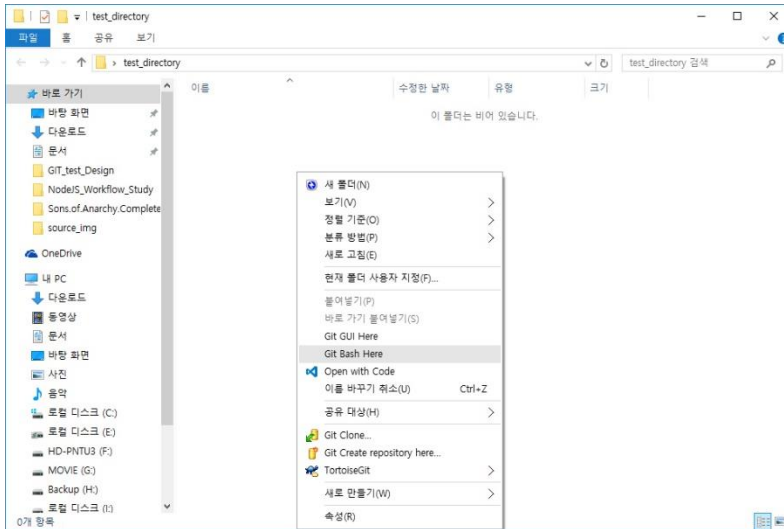 test_directory
파일 홈 공유 보기
test_directory
test_directory 검색
이름 수정한 날짜 유형 크기
이 폴더는 비어 있습니다.
바로 가기
바탕 화면
다운로드
문서
GIT_test_Design
NodeJS_Workflow_Study
Sons.of.Anarchy.Complete
source_img
OneDrive
내 PC
다운로드
동영상
문서
바탕 화면
사진
음악
로컬 디스크 (C:)
로컬 디스크 (E:)
HD-PNTU3 (F:)
MOVIE (G:)
Backup (H:)
로컬 디스크 (I:)
0개 항목
새 폴더(N)
보기(V)
정렬 기준(O)
분류 방법(P)
새로 고침(E)
현재 폴더 사용자 지정(F)...
붙여넣기(P)
바로 가기 붙여넣기(S)
Git GUI Here
Git Bash Here
Open with Code
이름 바꾸기 취소(U) Ctrl+Z
공유 대상(H)
Git Clone...
Git Create repository here...
TortoiseGit
새로 만들기(W)
속성(R)